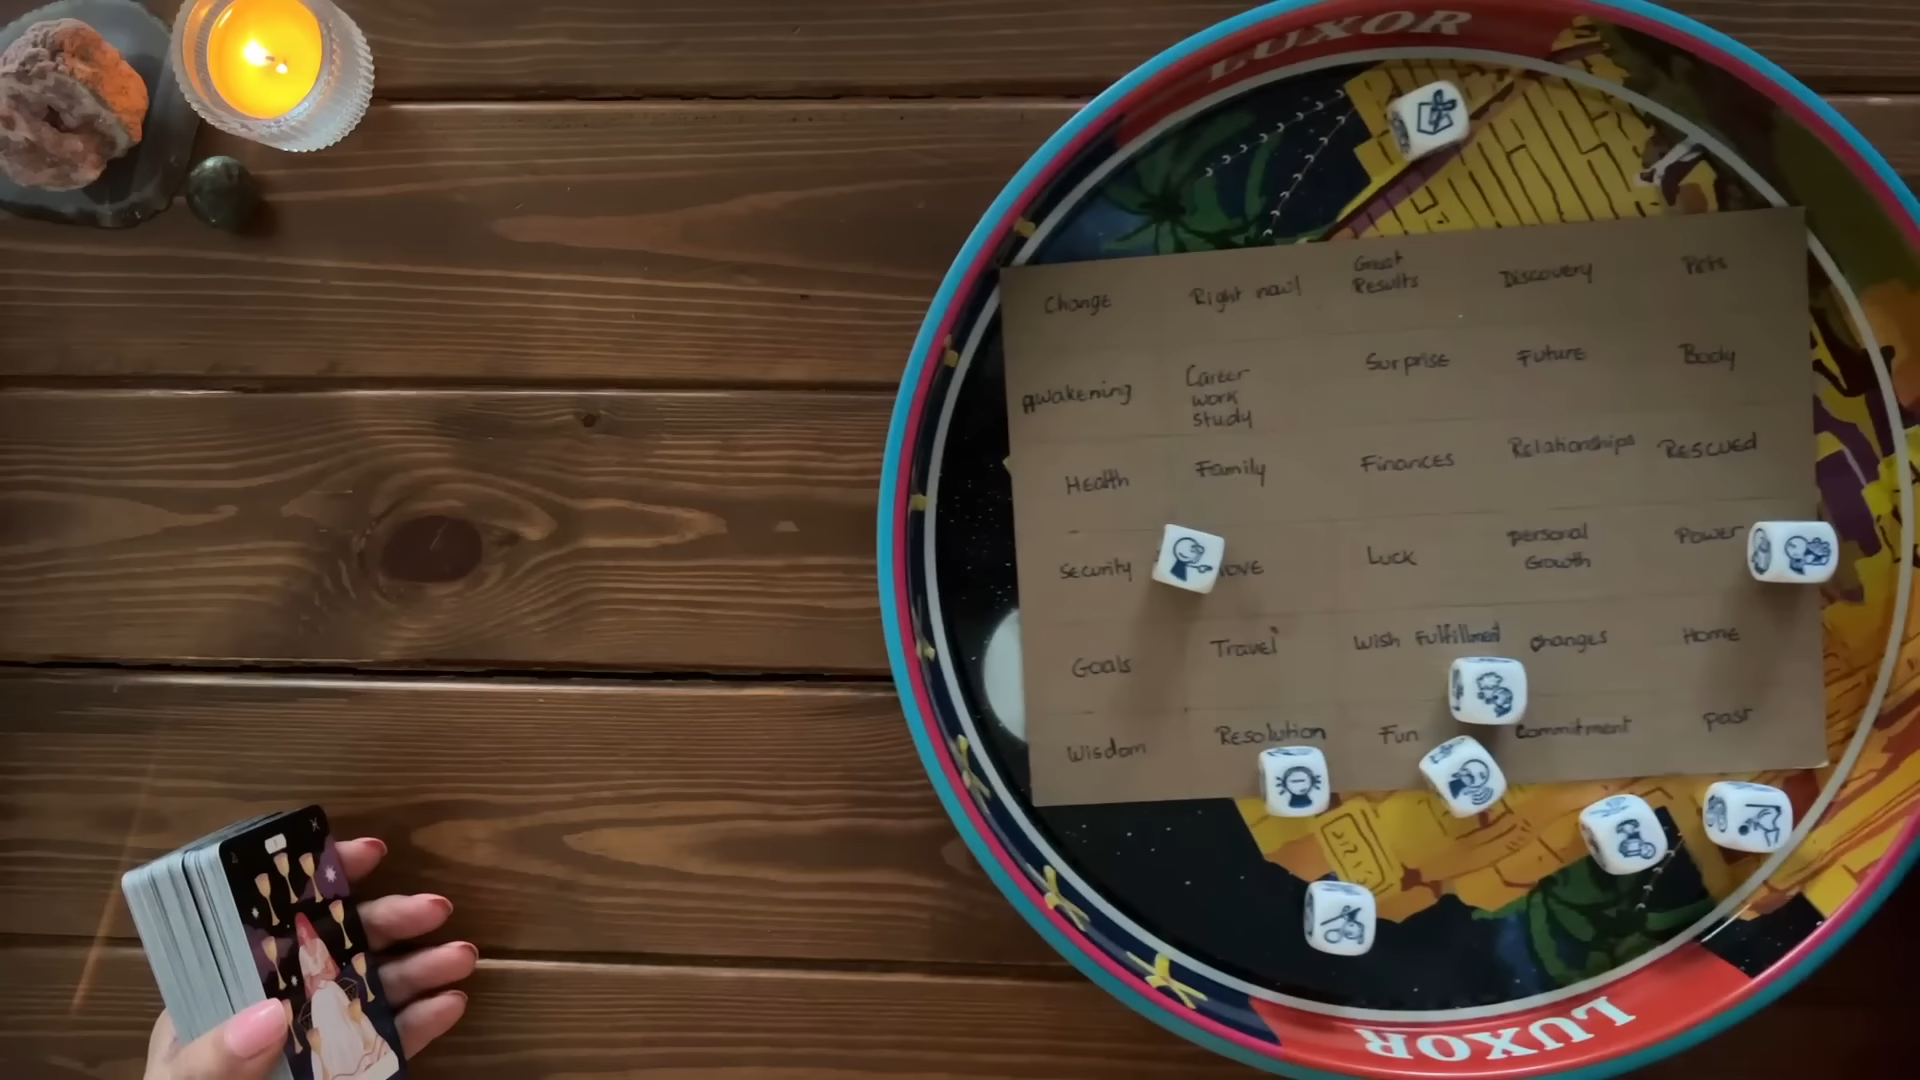 LUXOR
Change
Right now!
Great
Results
Discovery
Pets
Awakening
Career
work
study
Surprise
Future
Body
Health
Family
Finances
Relationships
RESCUED
Security
Luck
personal
Growth
Power
Goals
Travel
Wish Fulfillment
changes
Home
Wisdom
Resolution
Fun
Commitment
past
LUXOR